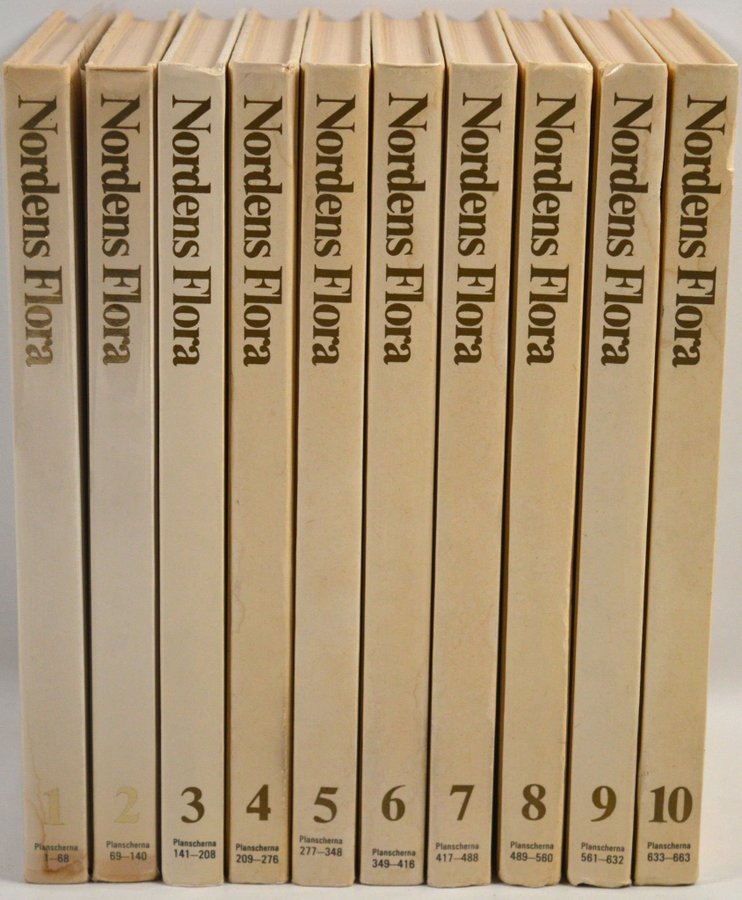 Nordens Flora
1
Planscherna
1—68
Nordens Flora
2
Planscherna
69—140
Nordens Flora
3
Planscherna
141—208
Nordens Flora
4
Planscherna
209—276
Nordens Flora
5
Planscherna
277—348
Nordens Flora
6
Planscherna
349—416
Nordens Flora
7
Planscherna
417—488
Nordens Flora
8
Planscherna
489—560
Nordens Flora
9
Planscherna
561—632
Nordens Flora
10
Planscherna
633—663